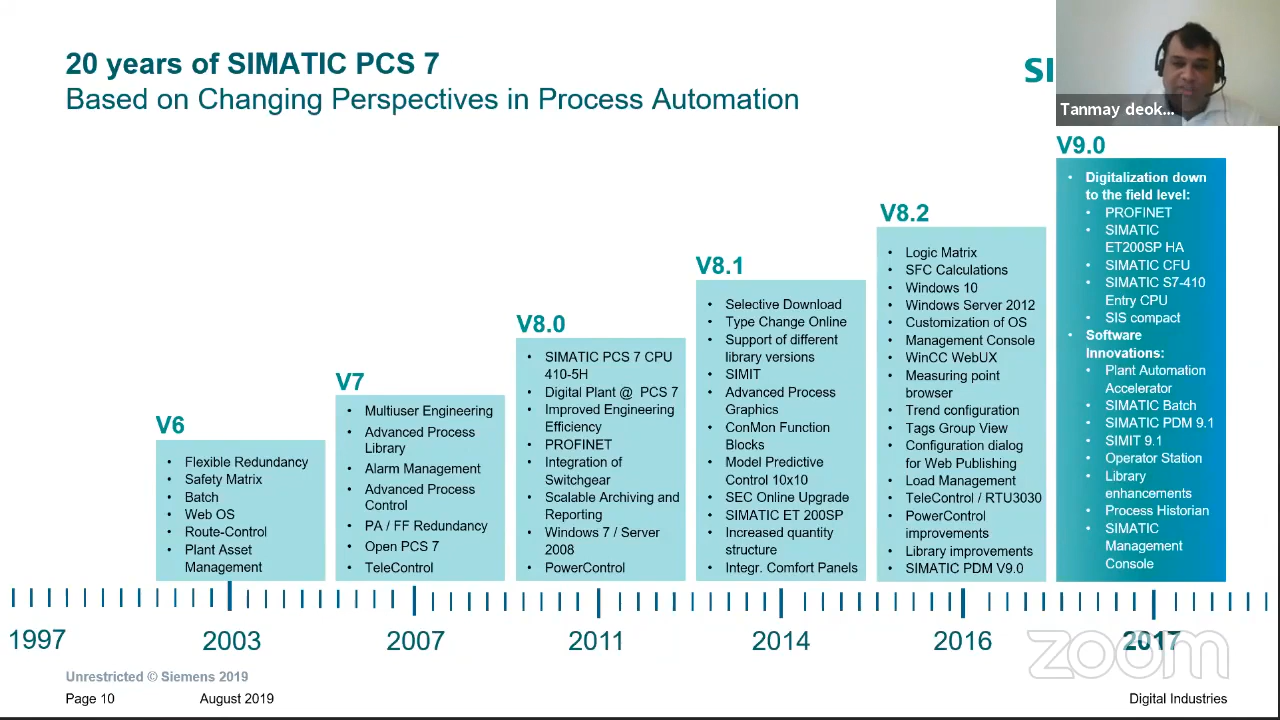 20 years of SIMATIC PCS 7
Based on Changing Perspectives in Process Automation
SI
Tanmay deok...
V6
• Flexible Redundancy
• Safety Matrix
• Batch
• Web OS
• Route-Control
• Plant Asset
Management
V7
• Multiuser Engineering
• Advanced Process
Library
• Alarm Management
• Advanced Process
Control
• PA / FF Redundancy
• Open PCS 7
• TeleControl
V8.0
• SIMATIC PCS 7 CPU
410-5H
• Digital Plant @ PCS 7
• Improved Engineering
Efficiency
• PROFINET
• Integration of
Switchgear
• Scalable Archiving and
Reporting
• Windows 7 / Server
2008
• PowerControl
V8.1
• Selective Download
• Type Change Online
• Support of different
library versions
• SIMIT
• Advanced Process
Graphics
• ConMon Function
Blocks
• Model Predictive
Control 10x10
• SEC Online Upgrade
• SIMATIC ET 200SP
• Increased quantity
structure
• Integr. Comfort Panels
V8.2
• Logic Matrix
• SFC Calculations
• Windows 10
• Windows Server 2012
• Customization of OS
• Management Console
• WinCC WebUX
• Measuring point
browser
• Trend configuration
• Tags Group View
• Configuration dialog
for Web Publishing
• Load Management
• TeleControl / RTU3030
• PowerControl
improvements
• Library improvements
• SIMATIC PDM V9.0
V9.0
• Digitalization down
to the field level:
• PROFINET
• SIMATIC
ET200SP HA
• SIMATIC CFU
• SIMATIC S7-410
Entry CPU
• SIS compact
• Software
Innovations:
• Plant Automation
Accelerator
• SIMATIC Batch
• SIMATIC PDM 9.1
• SIMIT 9.1
• Operator Station
• Library
enhancements
• Process Historian
• SIMATIC
Management
Console
1997 2003 2007 2011 2014 2016 2017
zoom
Unrestricted © Siemens 2019
Page 10 August 2019 Digital Industries